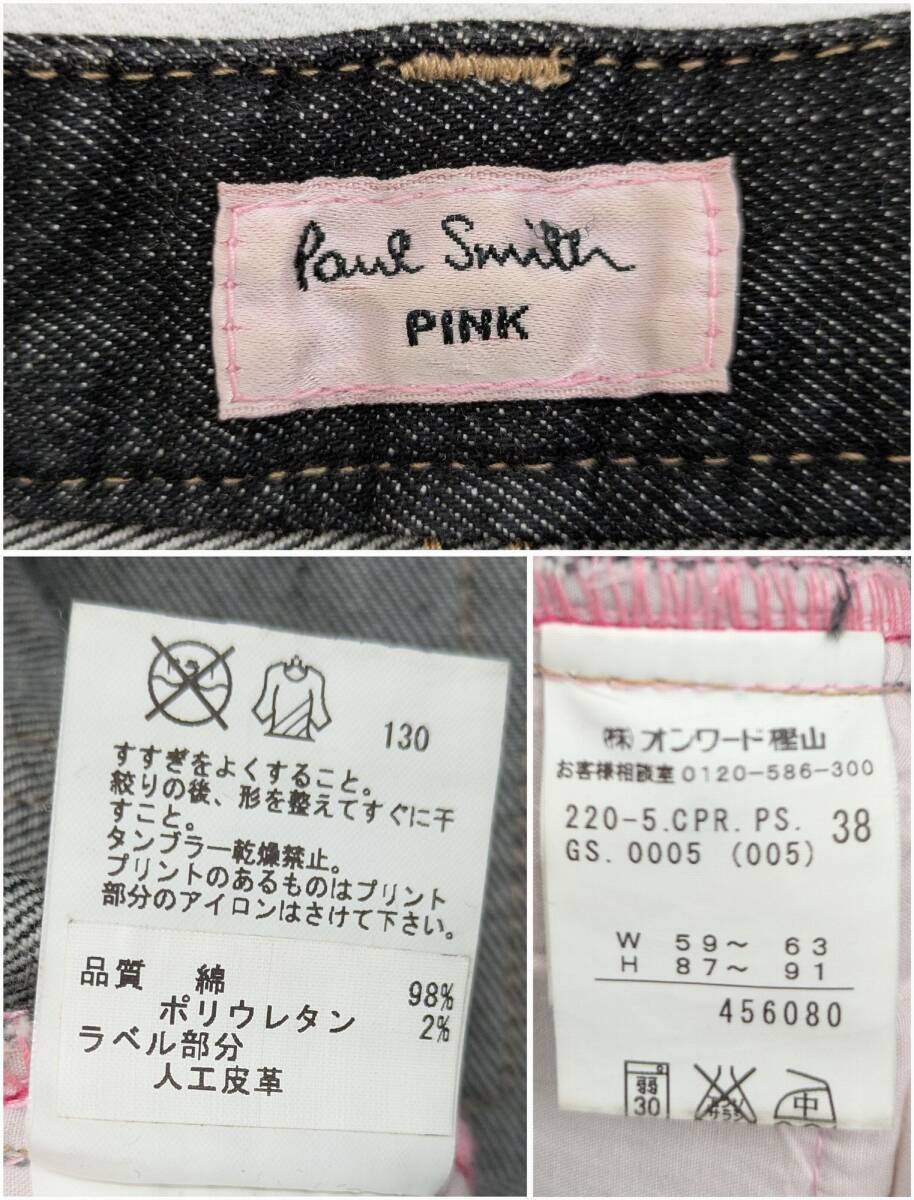 Paul Smith
PINK
130
すすぎをよくすること。
絞りの後、形を整えてすぐに干
すこと。
タンブラー乾燥禁止。
プリントのあるものはプリント
部分のアイロンはさけて下さい。
品質 綿 98%
ポリウレタン 2%
ラベル部分
人工皮革
㈱オンワード樫山
お客様相談室0120-586-300
220-5.CPR.PS. 38
GS.0005 (005)
W 59～ 63
H 87～ 91
456080
弱
30
中